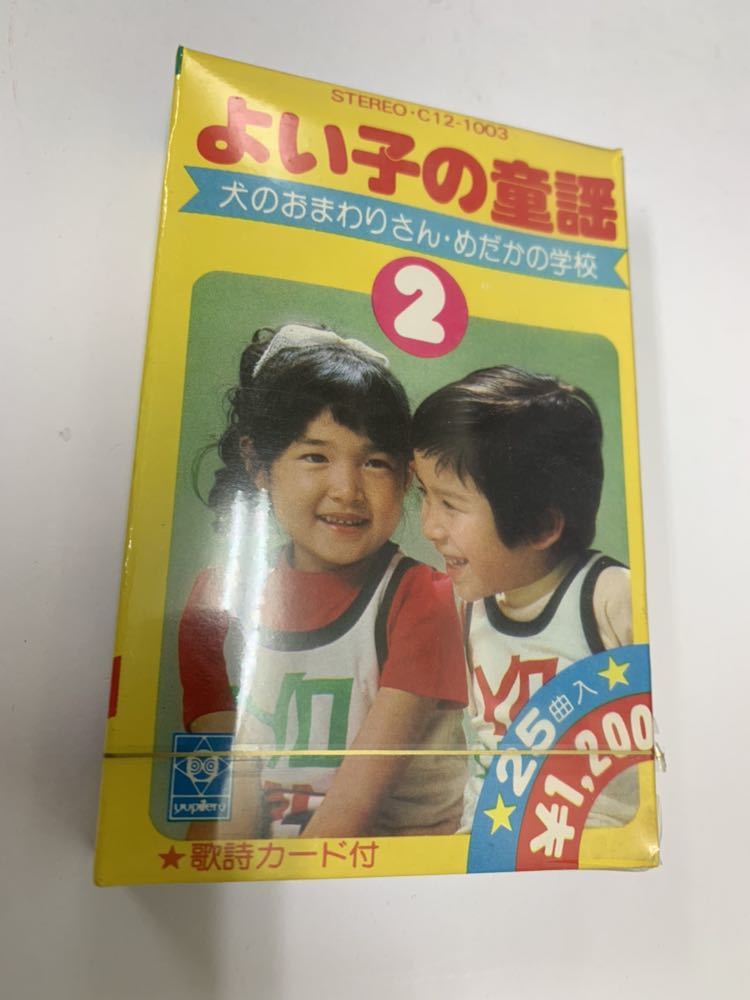 STEREO・C12-1003
よい子の童謡
犬のおまわりさん・めだかの学校
2
★25曲入★
¥1,200
yupiteru
★歌詩カード付